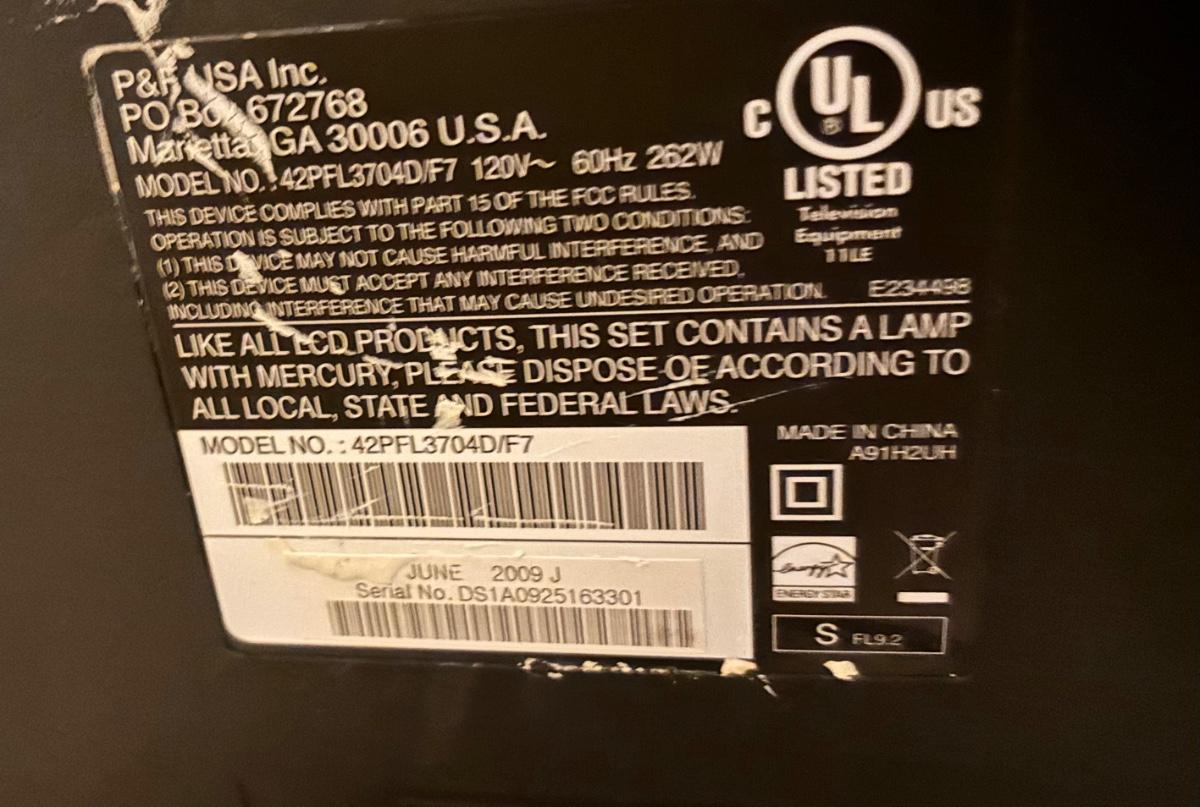 P&F USA Inc.
PO Box 672768
Marietta, GA 30006 U.S.A.
MODEL NO. : 42PFL3704D/F7 120V~ 60Hz 262W
THIS DEVICE COMPLIES WITH PART 15 OF THE FCC RULES.
OPERATION IS SUBJECT TO THE FOLLOWING TWO CONDITIONS:
(1) THIS DEVICE MAY NOT CAUSE HARMFUL INTERFERENCE, AND
(2) THIS DEVICE MUST ACCEPT ANY INTERFERENCE RECEIVED,
INCLUDING INTERFERENCE THAT MAY CAUSE UNDESIRED OPERATION.
C UL US
®
LISTED
Television
Equipment
11LE
E234498
LIKE ALL LCD PRODUCTS, THIS SET CONTAINS A LAMP
WITH MERCURY, PLEASE DISPOSE OF ACCORDING TO
ALL LOCAL, STATE AND FEDERAL LAWS.
MODEL NO. : 42PFL3704D/F7
JUNE 2009 J
Serial No. DS1A0925163301
MADE IN CHINA
A91H2UH
energy
ENERGY STAR
S FL9.2